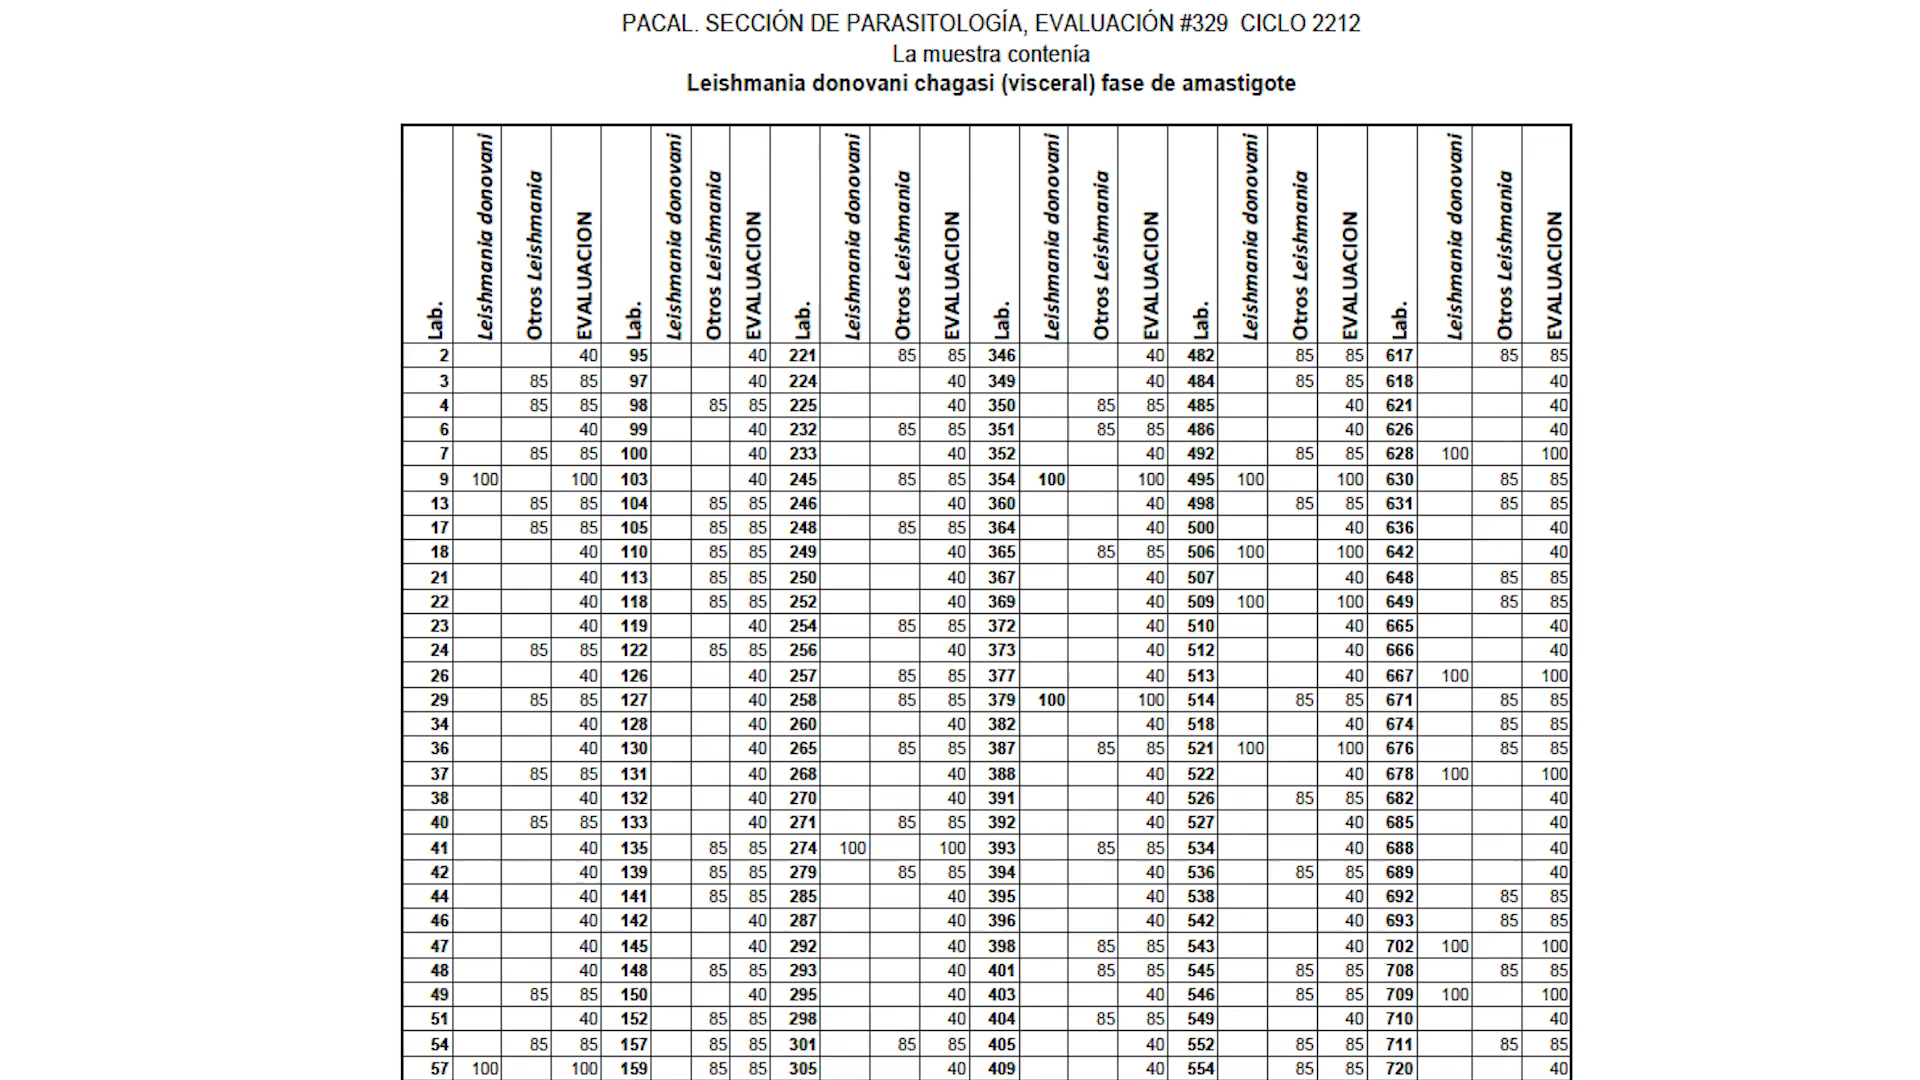 PACAL. SECCIÓN DE PARASITOLOGÍA, EVALUACIÓN #329 CICLO 2212
La muestra contenía
Leishmania donovani chagasi (visceral) fase de amastigote
Lab. Leishmania donovani Otros Leishmania EVALUACION Lab. Leishmania donovani Otros Leishmania EVALUACION Lab. Leishmania donovani Otros Leishmania EVALUACION Lab. Leishmania donovani Otros Leishmania EVALUACION Lab. Leishmania donovani Otros Leishmania EVALUACION Lab. Leishmania donovani Otros Leishmania EVALUACION
2 40 95 40 221 85 85 346 40 482 85 85 617 85 85
3 85 85 97 40 224 40 349 40 484 85 85 618 40
4 85 85 98 85 85 225 40 350 85 85 485 40 621 40
6 40 99 40 232 85 85 351 85 85 486 40 626 40
7 85 85 100 40 233 40 352 40 492 85 85 628 100 100
9 100 100 103 40 245 85 85 354 100 100 495 100 100 630 85 85
13 85 85 104 85 85 246 40 360 40 498 85 85 631 85 85
17 85 85 105 85 85 248 85 85 364 40 500 40 636 40
18 40 110 85 85 249 40 365 85 85 506 100 100 642 40
21 40 113 85 85 250 40 367 40 507 40 648 85 85
22 40 118 85 85 252 40 369 40 509 100 100 649 85 85
23 40 119 40 254 85 85 372 40 510 40 665 40
24 85 85 122 85 85 256 40 373 40 512 40 666 40
26 40 126 40 257 85 85 377 40 513 40 667 100 100
29 85 85 127 40 258 85 85 379 100 100 514 85 85 671 85 85
34 40 128 40 260 40 382 40 518 40 674 85 85
36 40 130 40 265 85 85 387 85 85 521 100 100 676 85 85
37 85 85 131 40 268 40 388 40 522 40 678 100 100
38 40 132 40 270 40 391 40 526 85 85 682 40
40 85 85 133 40 271 85 85 392 40 527 40 685 40
41 40 135 85 85 274 100 100 393 85 85 534 40 688 40
42 40 139 85 85 279 85 85 394 40 536 85 85 689 40
44 40 141 85 85 285 40 395 40 538 40 692 85 85
46 40 142 40 287 40 396 40 542 40 693 85 85
47 40 145 40 292 40 398 85 85 543 40 702 100 100
48 40 148 85 85 293 40 401 85 85 545 85 85 708 85 85
49 85 85 150 40 295 40 403 40 546 85 85 709 100 100
51 40 152 85 85 298 40 404 85 85 549 40 710 40
54 85 85 157 85 85 301 85 85 405 40 552 85 85 711 85 85
57 100 100 159 85 85 305 40 409 40 554 85 85 720 40